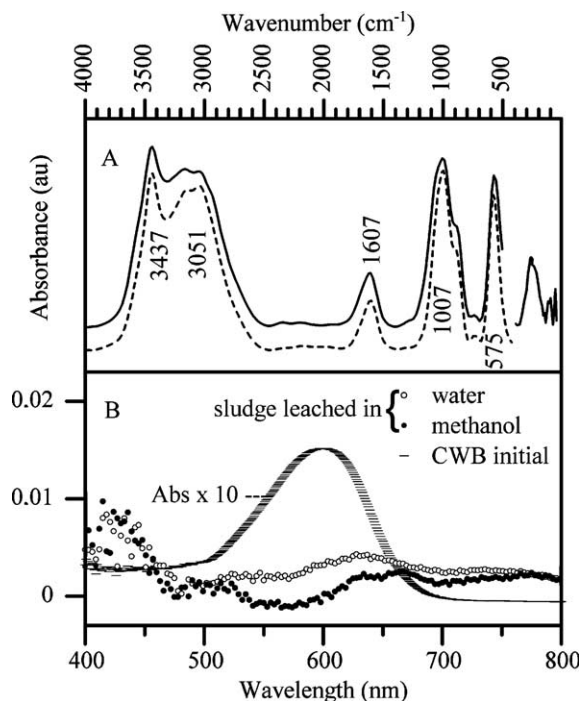 Wavenumber (cm⁻¹)
4000 3500 3000 2500 2000 1500 1000 500
A
Absorbance (au)
3437 3051 1607 1007 575
B
0.02
0.01
0
sludge leached in { ○ water
● methanol
– CWB initial
Abs x 10 ---
400 500 600 700 800
Wavelength (nm)